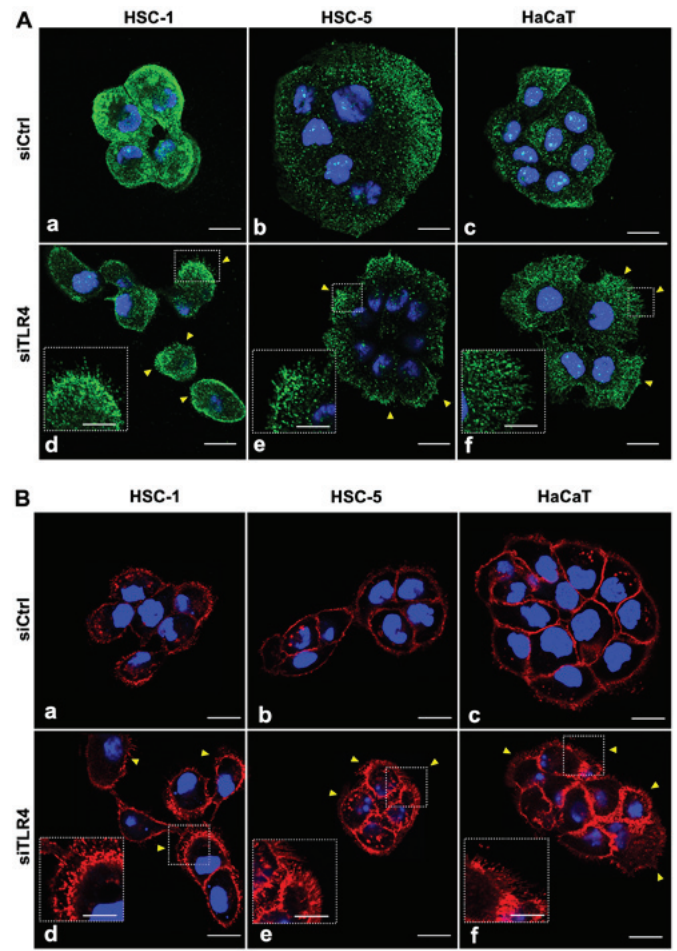 A
HSC-1 HSC-5 HaCaT
siCtrl
a b c
siTLR4
d e f
B
HSC-1 HSC-5 HaCaT
siCtrl
a b c
siTLR4
d e f